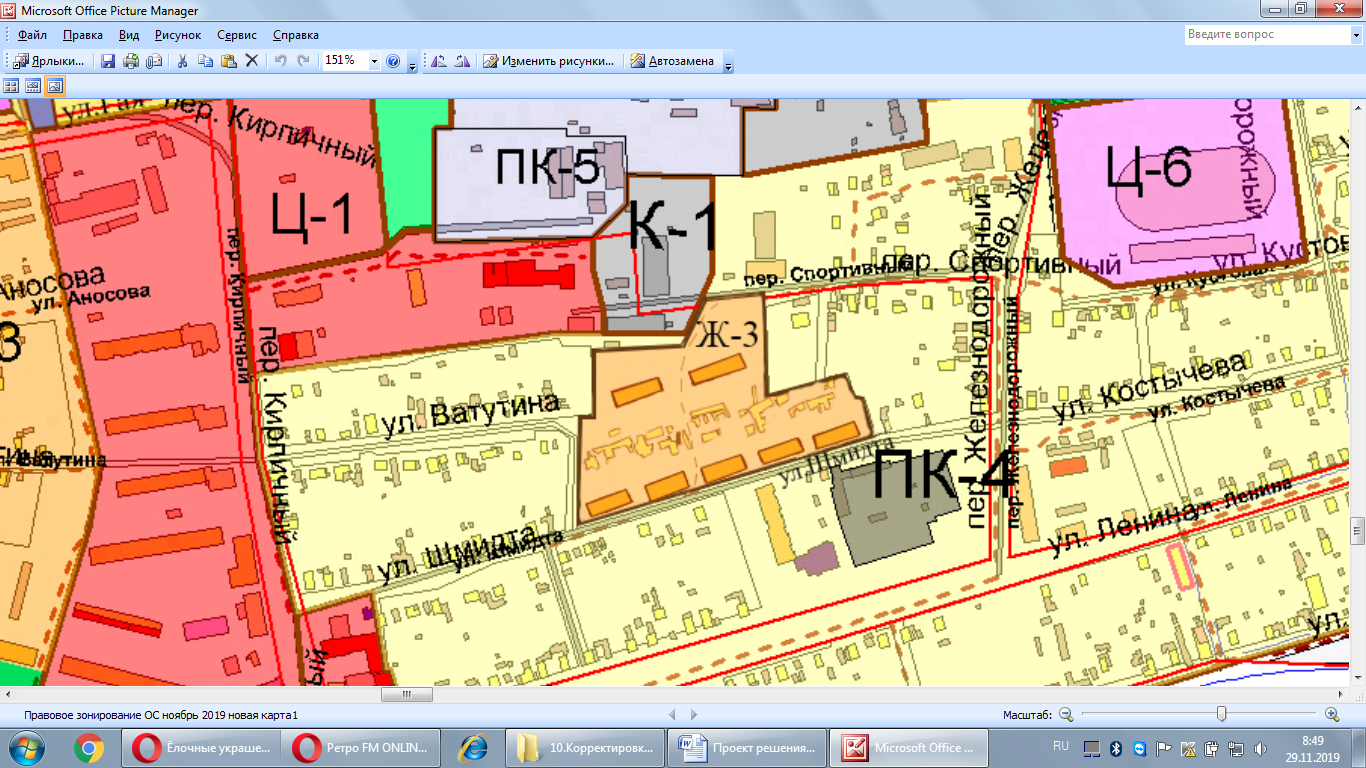 Microsoft Office Picture Manager
Файл Правка Вид Рисунок Сервис Справка
Введите вопрос
Ярлыки... 151% Изменить рисунки... Автозамена
пер. Кирпичный
Ц-1
ПК-5
К-1
Ц-6
пер. Спортивный
пер. Спортивный
ул. Кустов
пер. Кирпичный
Аносова
ул. Аносова
З
пер. Кирпичный
Ж-3
пер. Железнодорожный
пер. Железнодорожный
ул. Ватутина
ул. Костычева
ул. Костычева
Ватутина
ул.Шмидта
ПК-4
ул. Ленина
л. Ленина
ул. Шмидта
Правовое зонирование ОС ноябрь 2019 новая карта1
Масштаб:
Ёлочные украше...
Ретро FM ONLIN...
10.Корректировк...
Проект решения...
Microsoft Office ...
RU
8:49
29.11.2019